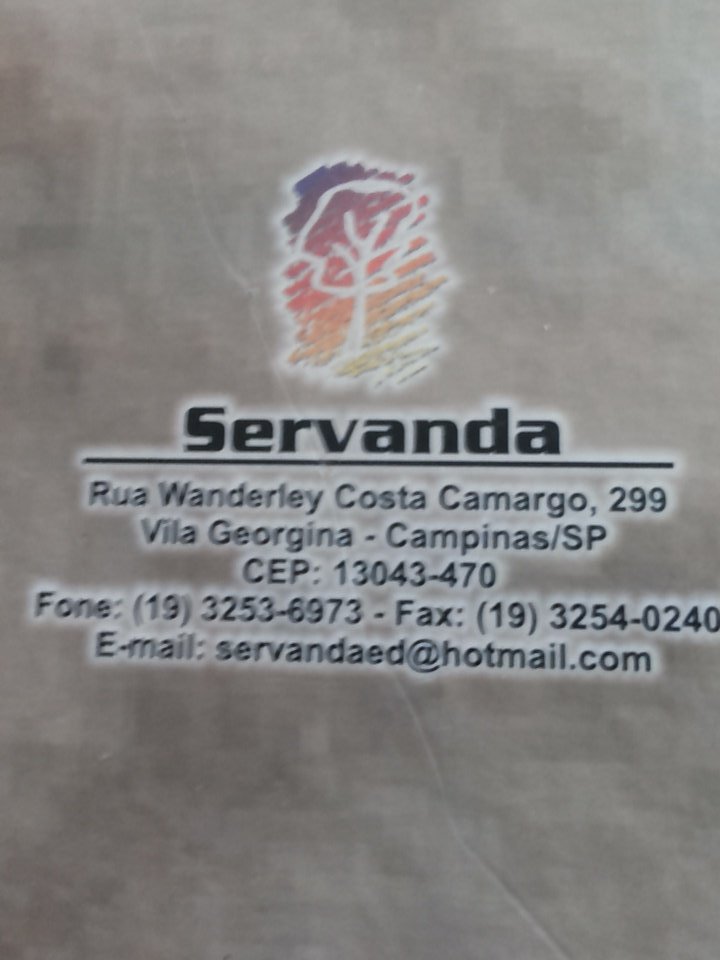 Servanda
Rua Wanderley Costa Camargo, 299
Vila Georgina - Campinas/SP
CEP: 13043-470
Fone: (19) 3253-6973 - Fax: (19) 3254-0240
E-mail: servandaed@hotmail.com